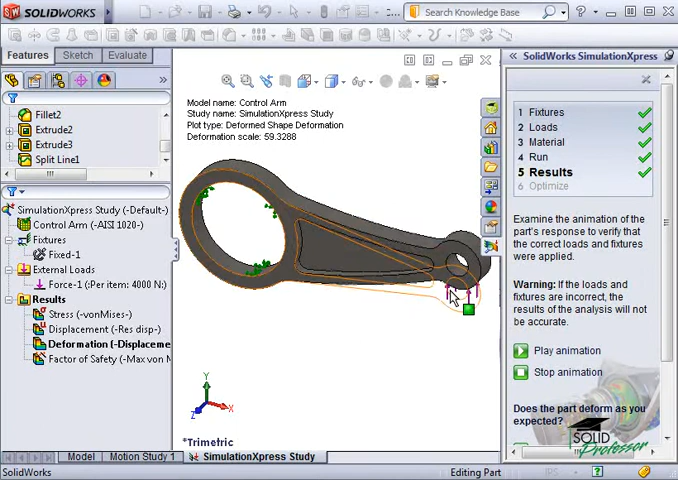 SOLIDWORKS
Search Knowledge Base
Features
Sketch
Evaluate
Fillet2
Extrude2
Extrude3
Split Line1
SimulationXpress Study (-Default-)
Control Arm (-AISI 1020-)
Fixtures
Fixed-1
External Loads
Force-1 (:Per item: 4000 N:)
Results
Stress (-vonMises-)
Displacement (-Res disp-)
Deformation (-Displaceme
Factor of Safety (-Max von M
Model name: Control Arm
Study name: SimulationXpress Study
Plot type: Deformed Shape Deformation
Deformation scale: 59.3288
Y
X
Z
*Trimetric
SolidWorks SimulationXpress
1 Fixtures
2 Loads
3 Material
4 Run
5 Results
6 Optimize
Examine the animation of the
part's response to verify that
the correct loads and fixtures
were applied.
Warning: If the loads and
fixtures are incorrect, the
results of the analysis will not
be accurate.
Play animation
Stop animation
Does the part deform as you
expected?
SOLID
Professor
Model
Motion Study 1
SimulationXpress Study
SolidWorks
Editing Part
IPS